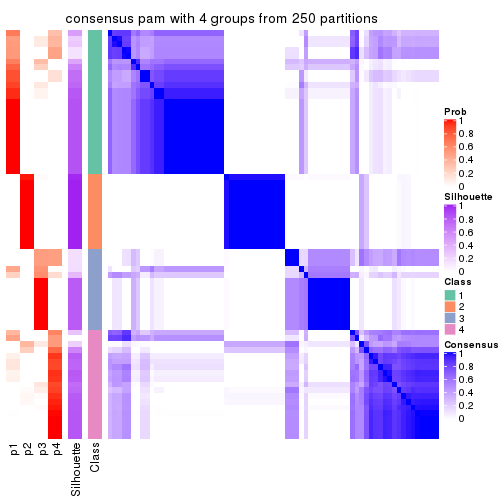 consensus pam with 4 groups from 250 partitions
Prob
1
0.8
0.6
0.4
0.2
0
Silhouette
1
0.8
0.6
0.4
0.2
0
Class
1
2
3
4
Consensus
1
0.8
0.6
0.4
0.2
0
p1
p2
p3
p4
Silhouette
Class